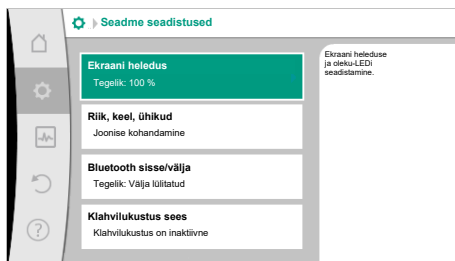 Seadme seadistused
Ekraani heledus
Tegelik: 100 %
Riik, keel, ühikud
Joonise kohandamine
Bluetooth sisse/välja
Tegelik: Välja lülitatud
Klahvilukustus sees
Klahvilukustus on inaktiivne
Ekraani heleduse
ja oleku-LEDi
seadistamine.